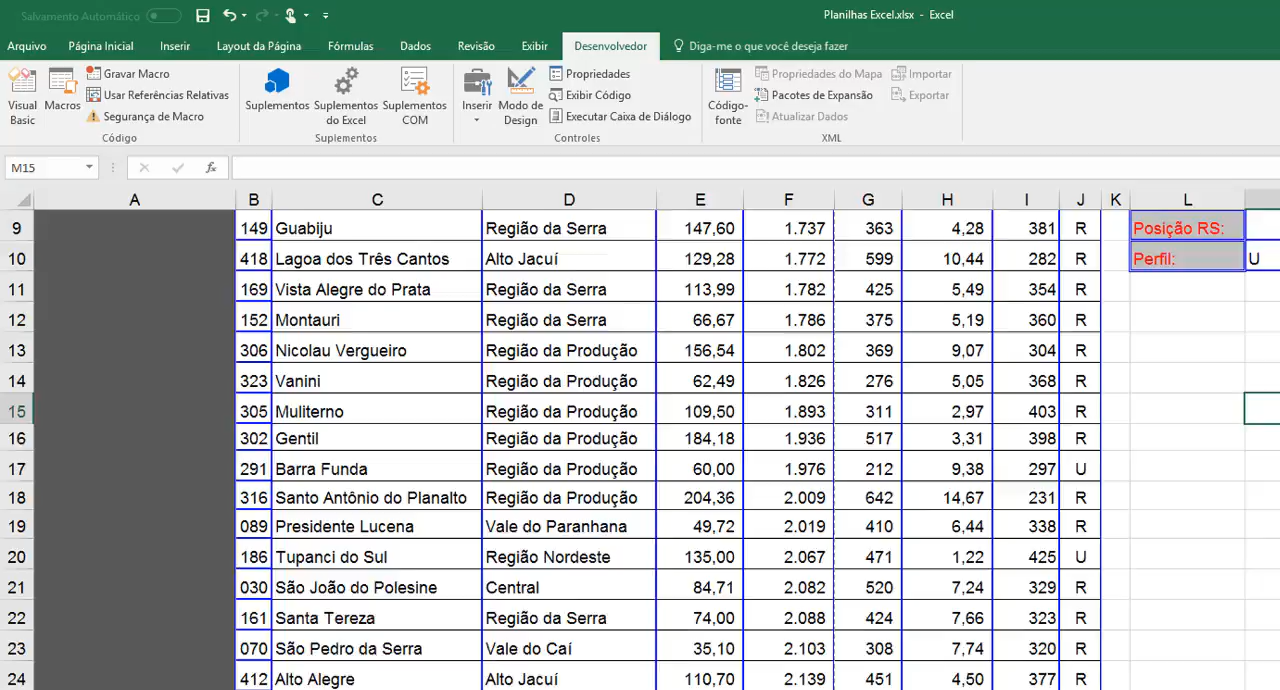 Salvamento Automático
Planilhas Excel.xlsx - Excel
Arquivo Página Inicial Inserir Layout da Página Fórmulas Dados Revisão Exibir Desenvolvedor Diga-me o que você deseja fazer
Visual Basic
Macros
Gravar Macro
Usar Referências Relativas
Segurança de Macro
Código
Suplementos
Suplementos do Excel
Suplementos COM
Suplementos
Inserir
Modo de Design
Propriedades
Exibir Código
Executar Caixa de Diálogo
Controles
Código-fonte
Propriedades do Mapa
Pacotes de Expansão
Atualizar Dados
Importar
Exportar
XML
M15 fx
A B C D E F G H I J K L
9 149 Guabiju Região da Serra 147,60 1.737 363 4,28 381 R Posição RS:
10 418 Lagoa dos Três Cantos Alto Jacuí 129,28 1.772 599 10,44 282 R Perfil: U
11 169 Vista Alegre do Prata Região da Serra 113,99 1.782 425 5,49 354 R
12 152 Montauri Região da Serra 66,67 1.786 375 5,19 360 R
13 306 Nicolau Vergueiro Região da Produção 156,54 1.802 369 9,07 304 R
14 323 Vanini Região da Produção 62,49 1.826 276 5,05 368 R
15 305 Muliterno Região da Produção 109,50 1.893 311 2,97 403 R
16 302 Gentil Região da Produção 184,18 1.936 517 3,31 398 R
17 291 Barra Funda Região da Produção 60,00 1.976 212 9,38 297 U
18 316 Santo Antônio do Planalto Região da Produção 204,36 2.009 642 14,67 231 R
19 089 Presidente Lucena Vale do Paranhana 49,72 2.019 410 6,44 338 R
20 186 Tupanci do Sul Região Nordeste 135,00 2.067 471 1,22 425 U
21 030 São João do Polesine Central 84,71 2.082 520 7,24 329 R
22 161 Santa Tereza Região da Serra 74,00 2.088 424 7,66 323 R
23 070 São Pedro da Serra Vale do Caí 35,10 2.103 308 7,74 320 R
24 412 Alto Alegre Alto Jacuí 110,70 2.139 451 4,50 377 R